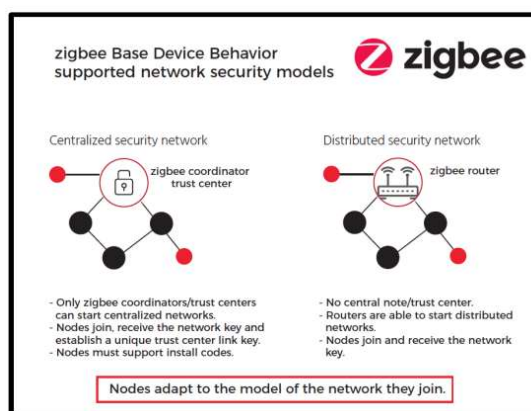 zigbee Base Device Behavior
supported network security models
zigbee
Centralized security network
zigbee coordinator
trust center
- Only zigbee coordinators/trust centers
can start centralized networks.
- Nodes join, receive the network key and
establish a unique trust center link key.
- Nodes must support install codes.
Distributed security network
zigbee router
- No central note/trust center.
- Routers are able to start distributed
networks.
- Nodes join and receive the network
key.
Nodes adapt to the model of the network they join.